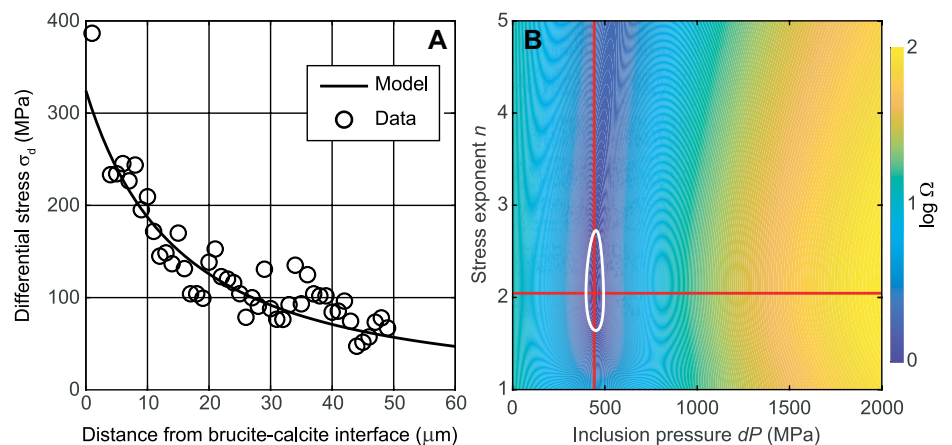 A
400
300
200
100
0
Differential stress σd (MPa)
Model
Data
0 10 20 30 40 50 60
Distance from brucite-calcite interface (μm)
B
5
4
3
2
1
Stress exponent n
0 500 1000 1500 2000
Inclusion pressure dP (MPa)
2
1
0
log Ω